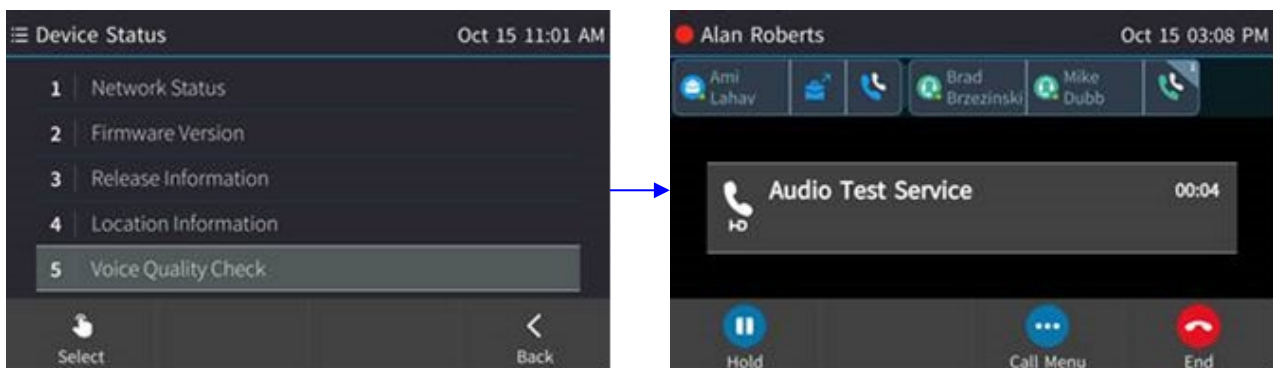 Device Status Oct 15 11:01 AM
1 Network Status
2 Firmware Version
3 Release Information
4 Location Information
5 Voice Quality Check
Select Back
Alan Roberts Oct 15 03:08 PM
Ami Lahav
Brad Brzezinski
Mike Dubb
Audio Test Service 00:04
HD
Hold Call Menu End